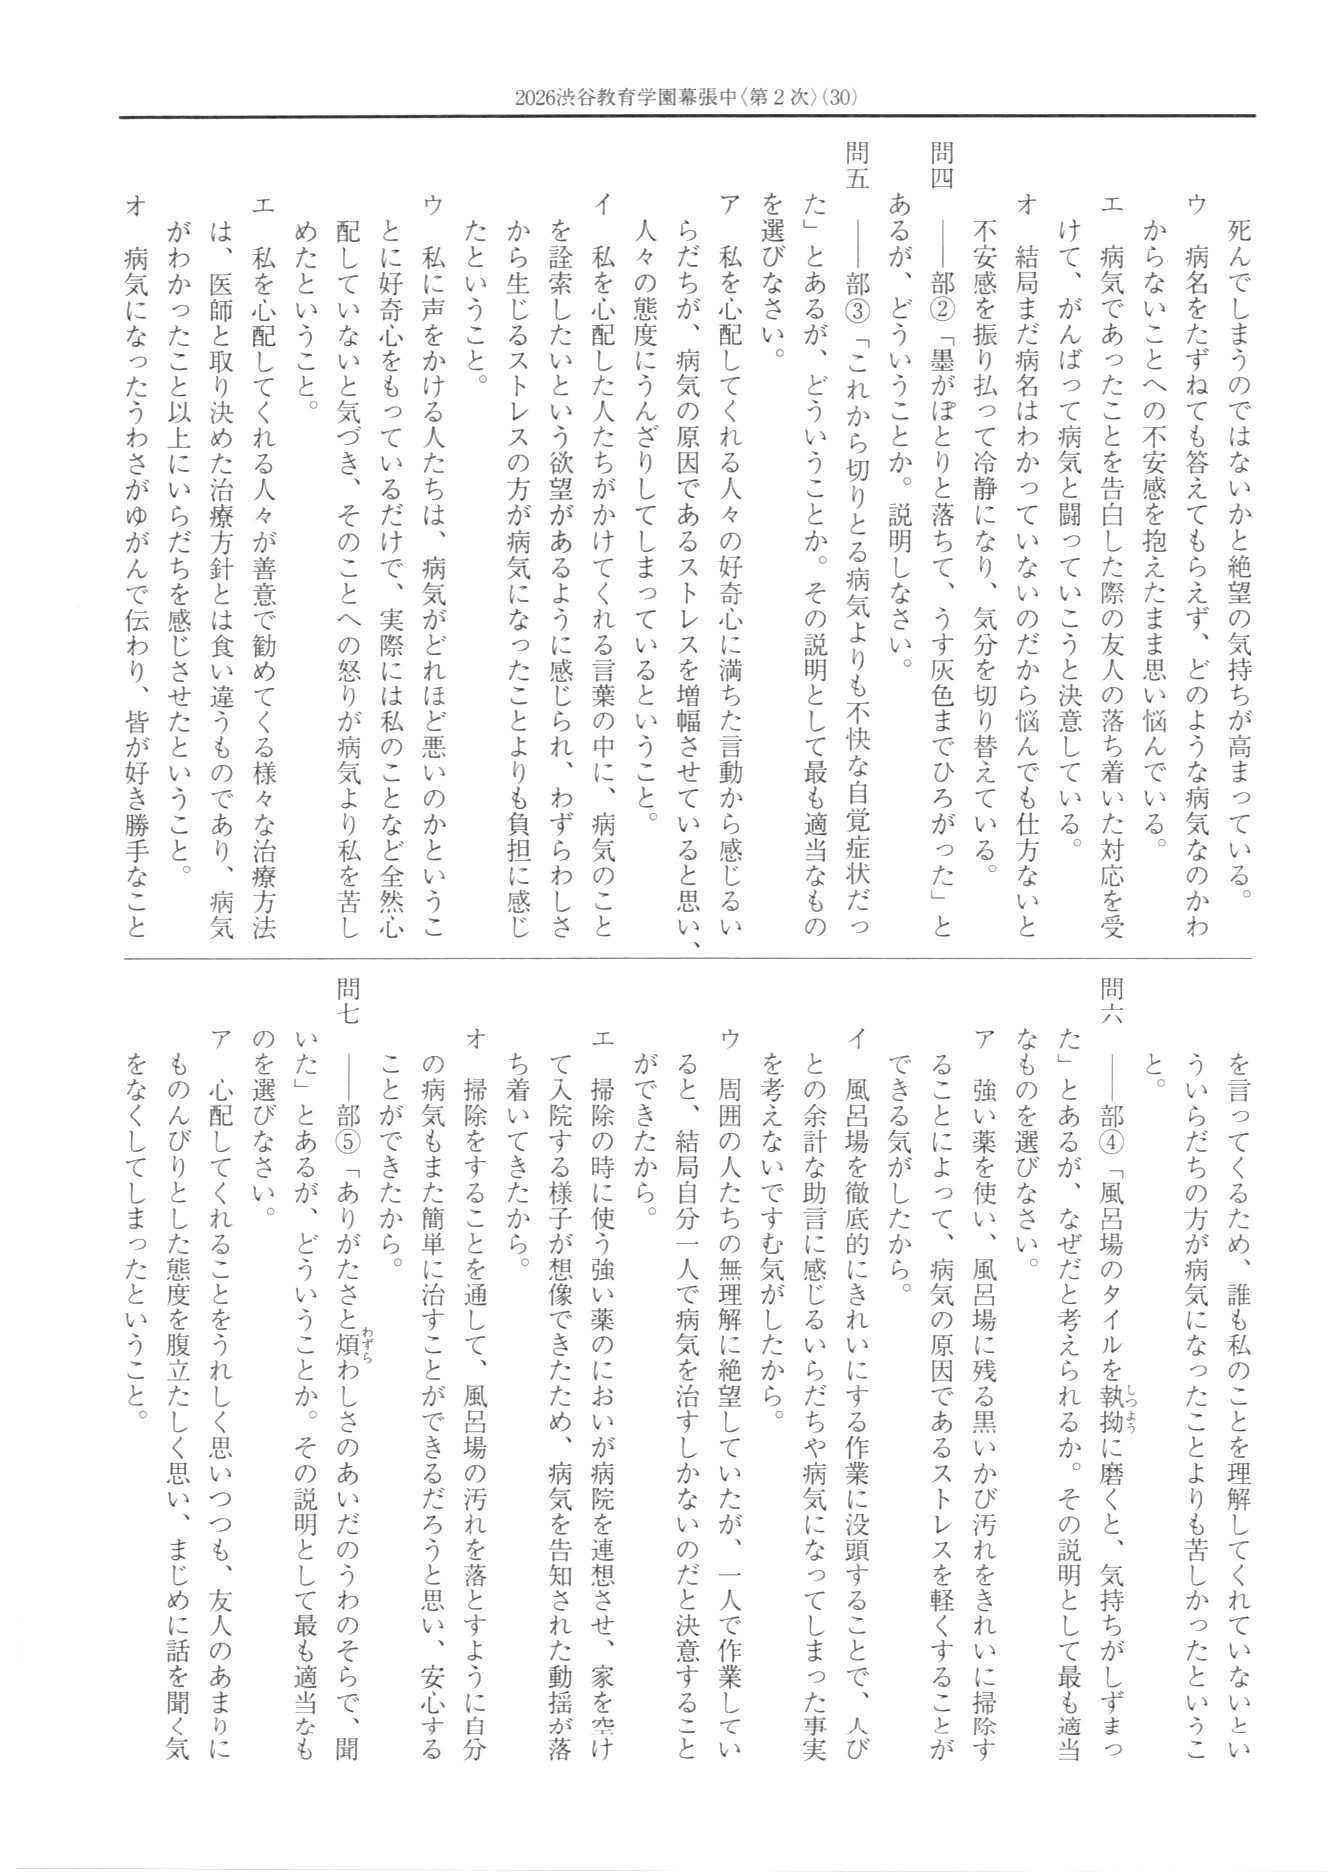 2026渋谷教育学園幕張中〈第2次〉(30)
死んでしまうのではないかと絶望の気持ちが高まっている。
ウ　病名をたずねても答えてもらえず、どのような病気なのかわ
からないことへの不安感を抱えたまま思い悩んでいる。
エ　病気であったことを告白した際の友人の落ち着いた対応を受
けて、がんばって病気と闘っていこうと決意している。
オ　結局まだ病名はわかっていないのだから悩んでも仕方ないと
不安感を振り払って冷静になり、気分を切り替えている。
問四　――部②「墨がぽとりと落ちて、うす灰色までひろがった」と
あるが、どういうことか。説明しなさい。
問五　――部③「これから切りとる病気よりも不快な自覚症状だっ
た」とあるが、どういうことか。その説明として最も適当なもの
を選びなさい。
ア　私を心配してくれる人々の好奇心に満ちた言動から感じるい
らだちが、病気の原因であるストレスを増幅させていると思い、
人々の態度にうんざりしてしまっているということ。
イ　私を心配した人たちがかけてくれる言葉の中に、病気のこと
を詮索したいという欲望があるように感じられ、わずらわしさ
から生じるストレスの方が病気になったことよりも負担に感じ
たということ。
ウ　私に声をかける人たちは、病気がどれほど悪いのかというこ
とに好奇心をもっているだけで、実際には私のことなど全然心
配していないと気づき、そのことへの怒りが病気より私を苦し
めたということ。
エ　私を心配してくれる人々が善意で勧めてくる様々な治療方法
は、医師と取り決めた治療方針とは食い違うものであり、病気
がわかったこと以上にいらだちを感じさせたということ。
オ　病気になったうわさがゆがんで伝わり、皆が好き勝手なこと
を言ってくるため、誰も私のことを理解してくれていないとい
ういらだちの方が病気になったことよりも苦しかったというこ
と。
問六　――部④「風呂場のタイルを執拗しつように磨くと、気持ちがしずまっ
た」とあるが、なぜだと考えられるか。その説明として最も適当
なものを選びなさい。
ア　強い薬を使い、風呂場に残る黒いかび汚れをきれいに掃除す
ることによって、病気の原因であるストレスを軽くすることが
できる気がしたから。
イ　風呂場を徹底的にきれいにする作業に没頭することで、人び
との余計な助言に感じるいらだちや病気になってしまった事実
を考えないですむ気がしたから。
ウ　周囲の人たちの無理解に絶望していたが、一人で作業してい
ると、結局自分一人で病気を治すしかないのだと決意すること
ができたから。
エ　掃除の時に使う強い薬のにおいが病院を連想させ、家を空け
て入院する様子が想像できたため、病気を告知された動揺が落
ち着いてきたから。
オ　掃除をすることを通して、風呂場の汚れを落とすように自分
の病気もまた簡単に治すことができるだろうと思い、安心する
ことができたから。
問七　――部⑤「ありがたさと煩わずらわしさのあいだのうわのそらで、聞
いた」とあるが、どういうことか。その説明として最も適当なも
のを選びなさい。
ア　心配してくれることをうれしく思いつつも、友人のあまりに
ものんびりとした態度を腹立たしく思い、まじめに話を聞く気
をなくしてしまったということ。